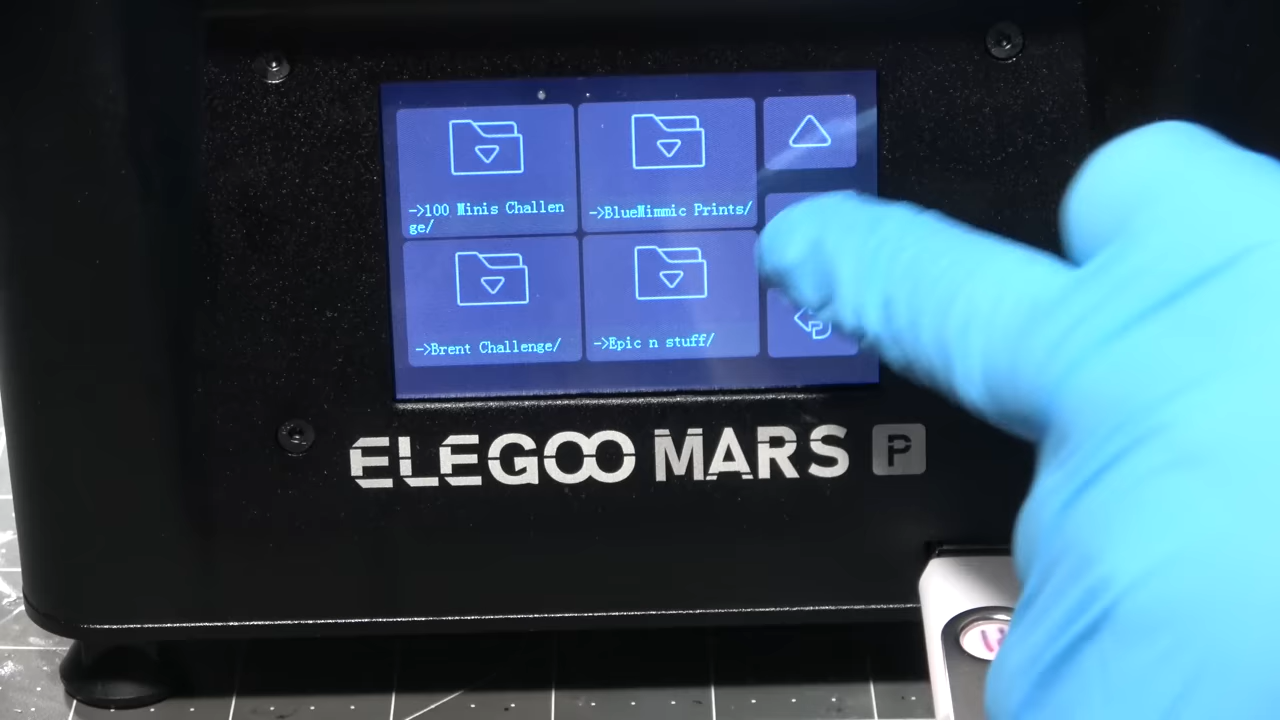 ->100 Minis Challen
ge/
->BlueMimmic Prints/
->Brent Challenge/
->Epic n stuff/
ELEGOO MARS P